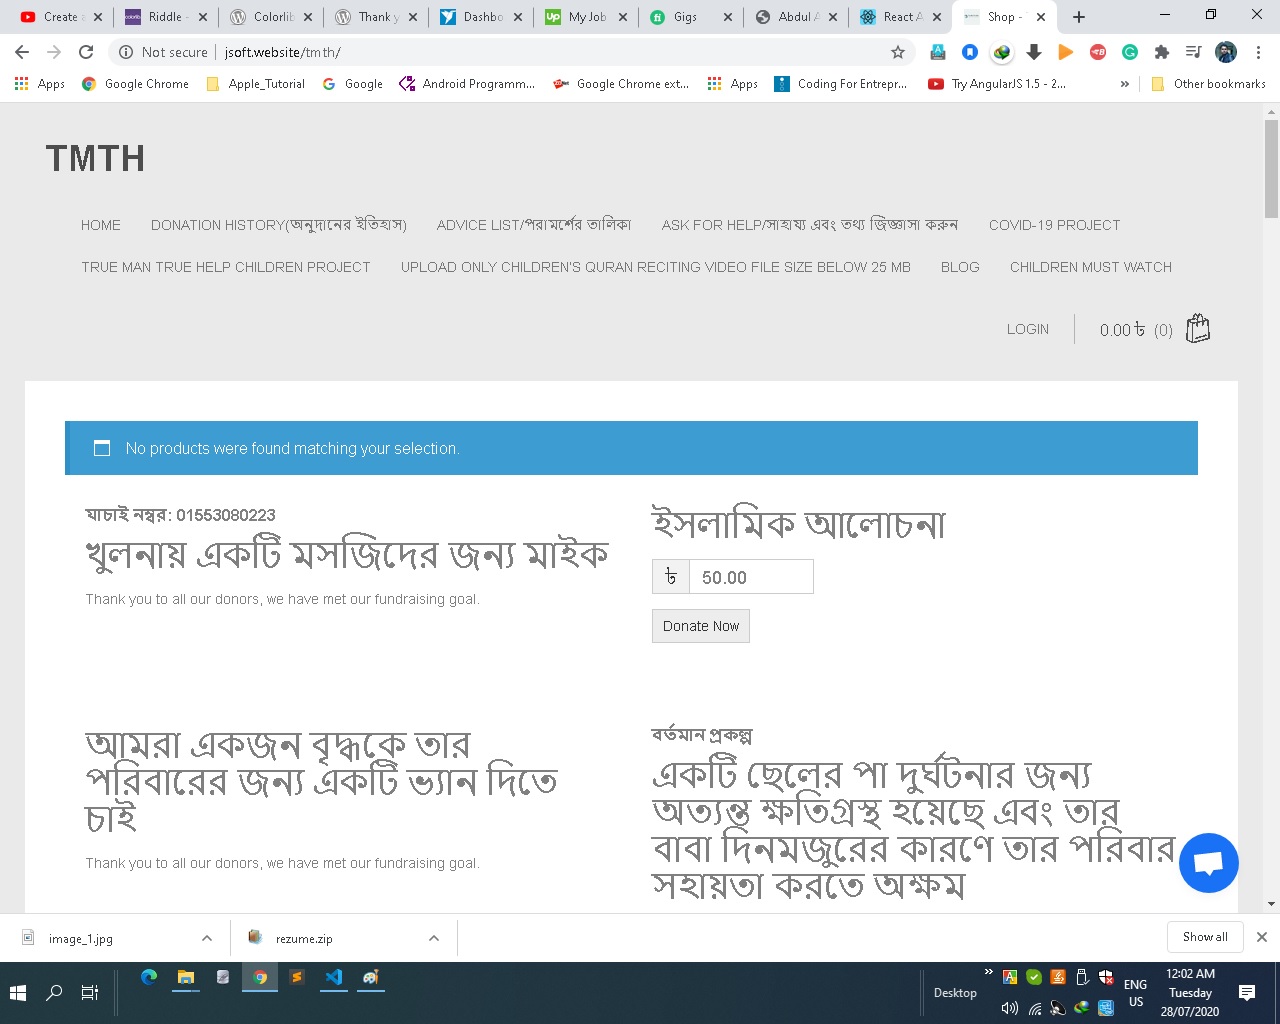 Create a
Riddle -
Colorlib
Thank y
Dashbo
My Job
Gigs
Abdul A
React A
Shop -
Not secure
jsoft.website/tmth/
Apps
Google Chrome
Apple_Tutorial
Google
Android Programm...
Google Chrome ext...
Apps
Coding For Entrepr...
Try AngularJS 1.5 - 2...
»
Other bookmarks
TMTH
HOME
DONATION HISTORY(অনুদানের ইতিহাস)
ADVICE LIST/পরামর্শের তালিকা
ASK FOR HELP/সাহায্য এবং তথ্য জিজ্ঞাসা করুন
COVID-19 PROJECT
TRUE MAN TRUE HELP CHILDREN PROJECT
UPLOAD ONLY CHILDREN'S QURAN RECITING VIDEO FILE SIZE BELOW 25 MB
BLOG
CHILDREN MUST WATCH
LOGIN
0.00 ৳ (0)
No products were found matching your selection.
যাচাই নম্বর: 01553080223
খুলনায় একটি মসজিদের জন্য মাইক
Thank you to all our donors, we have met our fundraising goal.
ইসলামিক আলোচনা
৳ 50.00
Donate Now
আমরা একজন বৃদ্ধকে তার
পরিবারের জন্য একটি ভ্যান দিতে
চাই
Thank you to all our donors, we have met our fundraising goal.
বর্তমান প্রকল্প
একটি ছেলের পা দুর্ঘটনার জন্য
অত্যন্ত ক্ষতিগ্রস্থ হয়েছে এবং তার
বাবা দিনমজুরের কারণে তার পরিবার
সহায়তা করতে অক্ষম
image_1.jpg
rezume.zip
Show all
Desktop
»
ENG
US
12:02 AM
Tuesday
28/07/2020